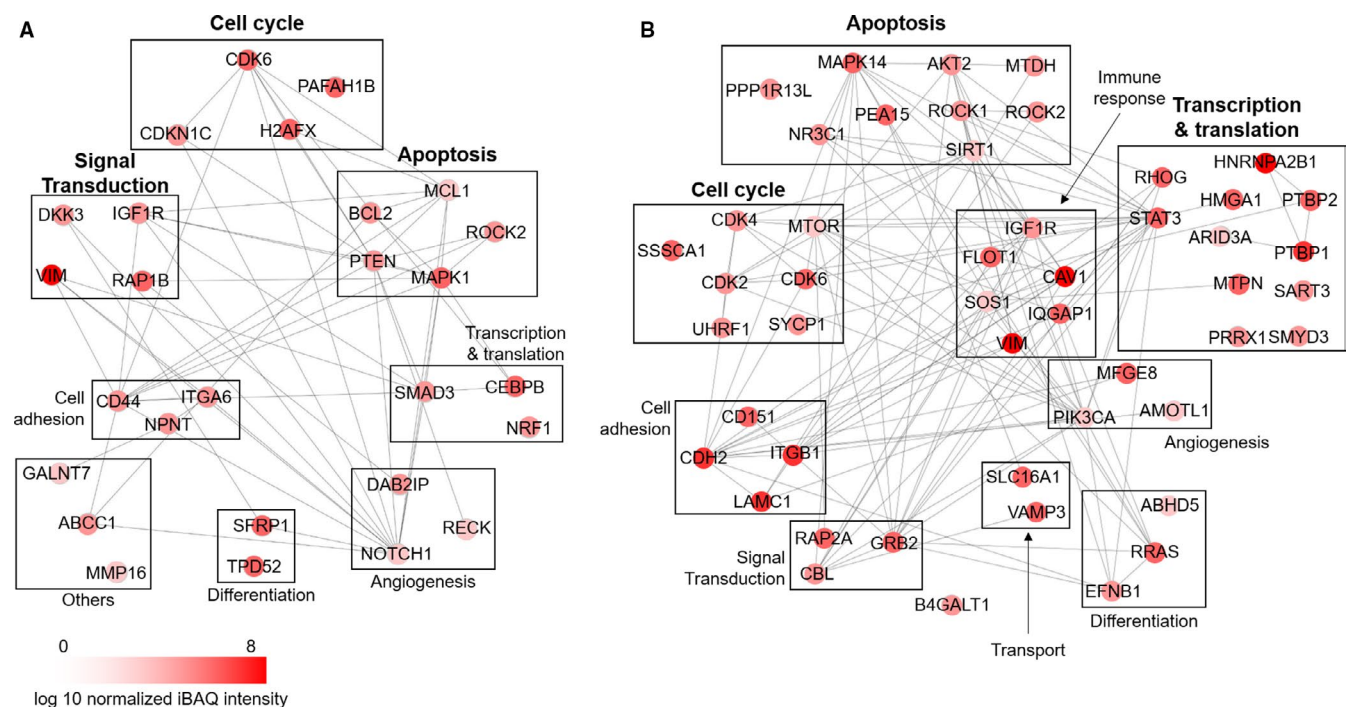 A
Cell cycle
CDK6
PAFAH1B
CDKN1C
H2AFX
Signal
Transduction
DKK3
IGF1R
VIM
RAP1B
Apoptosis
MCL1
BCL2
ROCK2
PTEN
MAPK1
Transcription
& translation
SMAD3
CEBPB
NRF1
Cell
adhesion
CD44
ITGA6
NPNT
GALNT7
ABCC1
MMP16
Others
SFRP1
TPD52
Differentiation
DAB2IP
RECK
NOTCH1
Angiogenesis
0
8
log 10 normalized iBAQ intensity
B
Apoptosis
MAPK14
AKT2
MTDH
PPP1R13L
PEA15
ROCK1
ROCK2
NR3C1
SIRT1
Immune
response
Transcription
& translation
HNRNPA2B1
RHOG
HMGA1
PTBP2
STAT3
ARID3A
PTBP1
MTPN
SART3
PRRX1
SMYD3
Cell cycle
CDK4
MTOR
SSSCA1
CDK2
CDK6
UHRF1
SYCP1
IGF1R
FLOT1
CAV1
SOS1
IQGAP1
VIM
MFGE8
PIK3CA
AMOTL1
Angiogenesis
Cell
adhesion
CD151
CDH2
ITGB1
LAMC1
SLC16A1
VAMP3
Transport
Signal
Transduction
RAP2A
GRB2
CBL
B4GALT1
ABHD5
RRAS
EFNB1
Differentiation